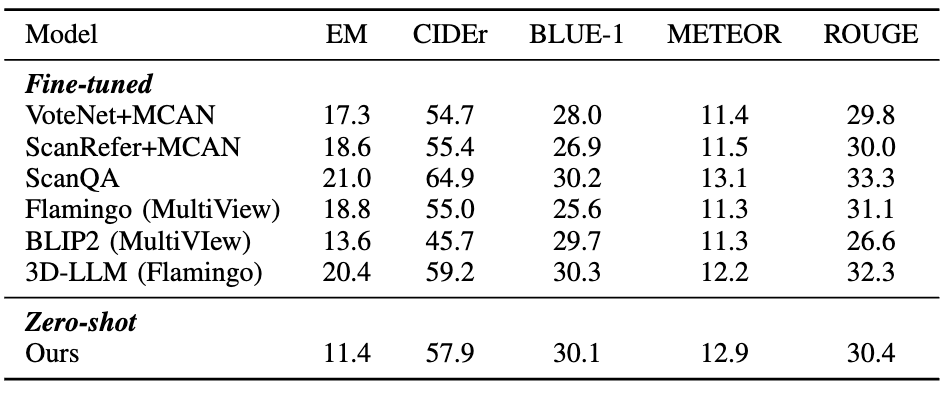 Model EM CIDEr BLUE-1 METEOR ROUGE
Fine-tuned
VoteNet+MCAN 17.3 54.7 28.0 11.4 29.8
ScanRefer+MCAN 18.6 55.4 26.9 11.5 30.0
ScanQA 21.0 64.9 30.2 13.1 33.3
Flamingo (MultiView) 18.8 55.0 25.6 11.3 31.1
BLIP2 (MultiVIew) 13.6 45.7 29.7 11.3 26.6
3D-LLM (Flamingo) 20.4 59.2 30.3 12.2 32.3
Zero-shot
Ours 11.4 57.9 30.1 12.9 30.4